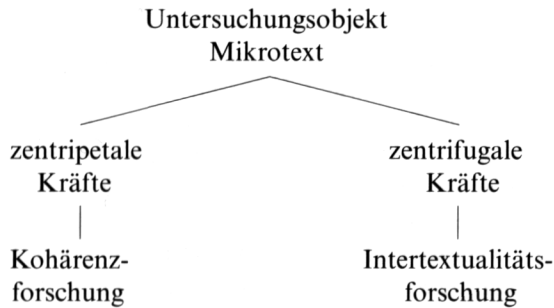 Untersuchungsobjekt
Mikrotext
zentripetale
Kräfte
zentrifugale
Kräfte
Kohärenz-
forschung
Intertextualitäts-
forschung